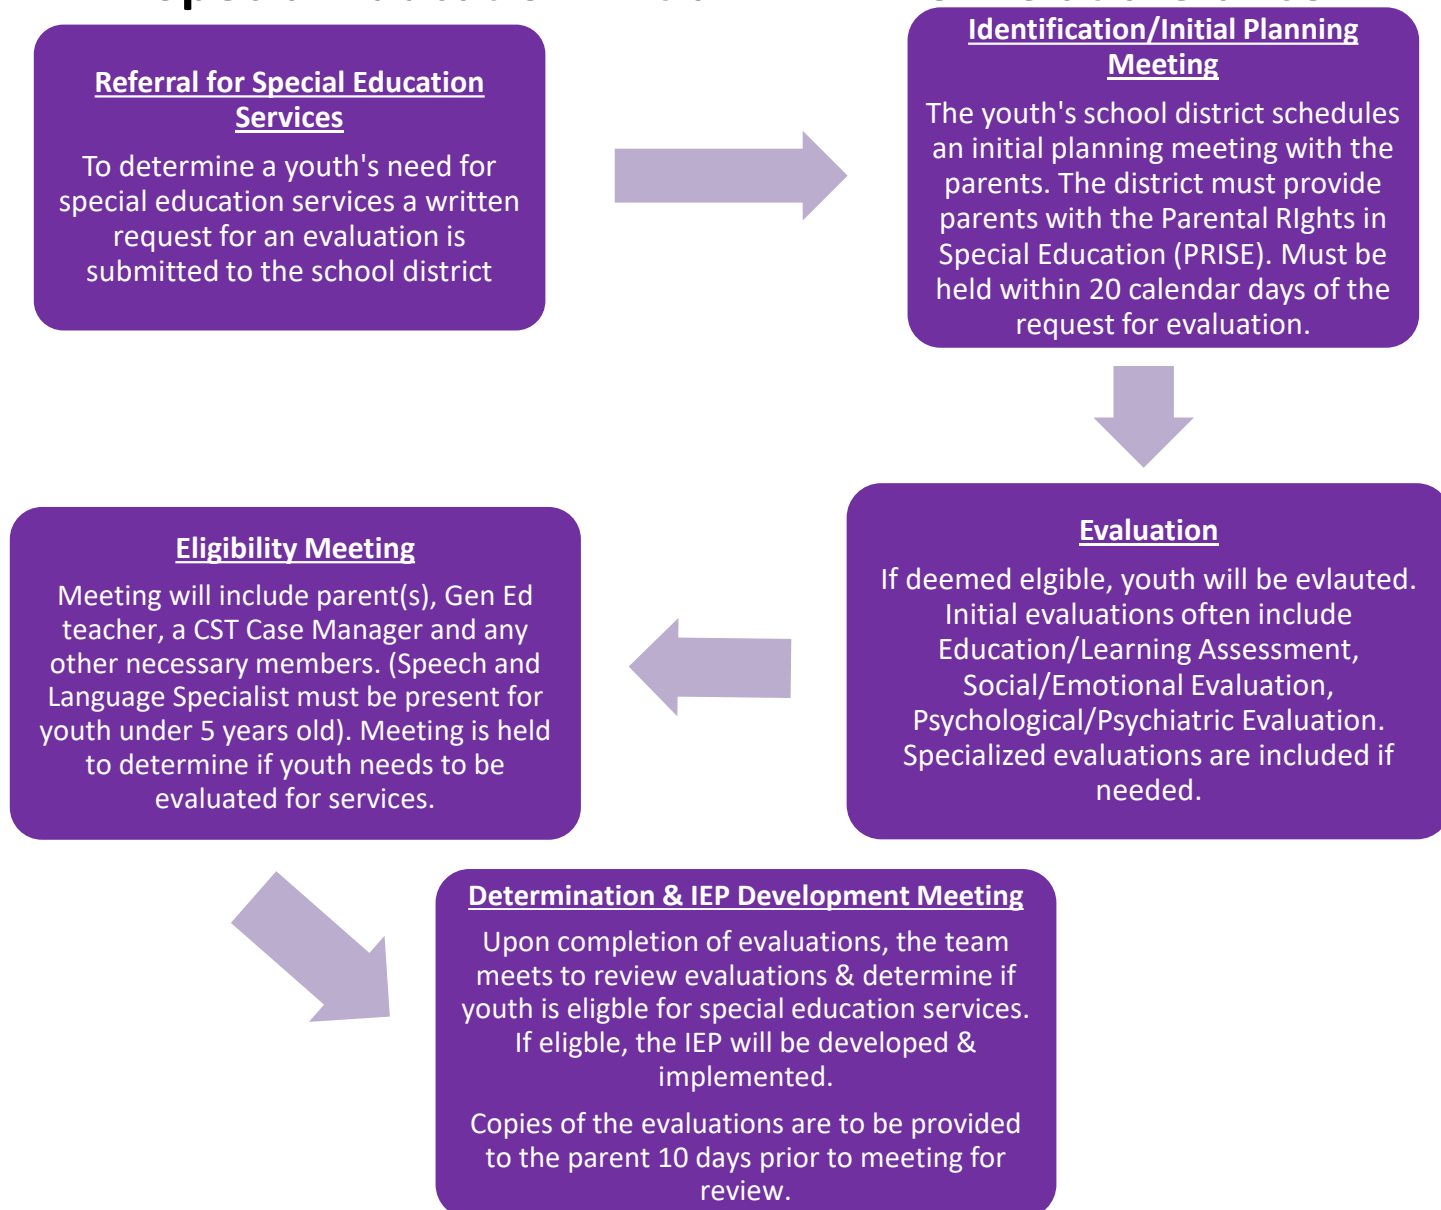 Referral for Special Education
Services
To determine a youth's need for
special education services a written
request for an evaluation is
submitted to the school district
Identification/Initial Planning
Meeting
The youth's school district schedules
an initial planning meeting with the
parents. The district must provide
parents with the Parental RIghts in
Special Education (PRISE). Must be
held within 20 calendar days of the
request for evaluation.
Evaluation
If deemed elgible, youth will be evlauted.
Initial evaluations often include
Education/Learning Assessment,
Social/Emotional Evaluation,
Psychological/Psychiatric Evaluation.
Specialized evaluations are included if
needed.
Eligibility Meeting
Meeting will include parent(s), Gen Ed
teacher, a CST Case Manager and any
other necessary members. (Speech and
Language Specialist must be present for
youth under 5 years old). Meeting is held
to determine if youth needs to be
evaluated for services.
Determination & IEP Development Meeting
Upon completion of evaluations, the team
meets to review evaluations & determine if
youth is eligble for special education services.
If eligble, the IEP will be developed &
implemented.
Copies of the evaluations are to be provided
to the parent 10 days prior to meeting for
review.